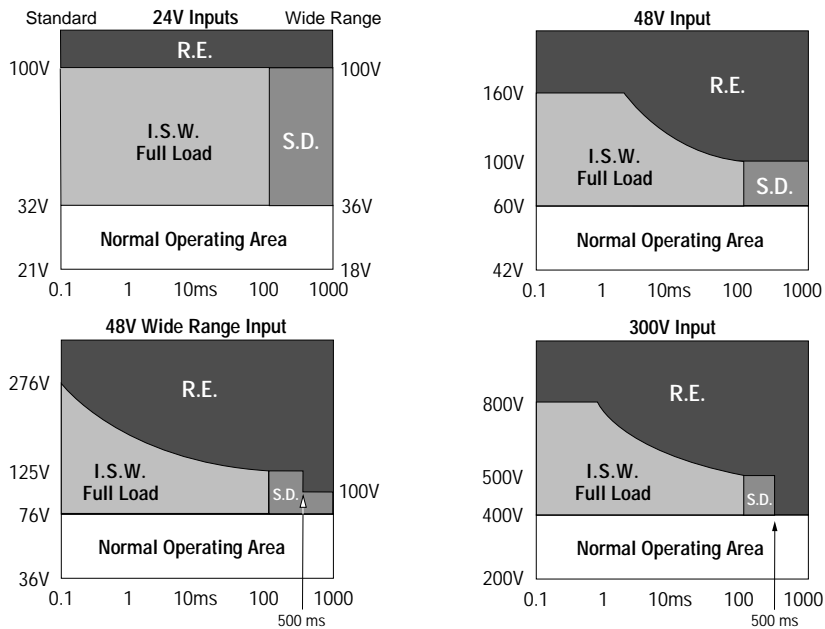 Standard 24V Inputs Wide Range
R.E.
100V 100V
I.S.W.
Full Load
S.D.
32V 36V
Normal Operating Area
21V 18V
0.1 1 10ms 100 1000
48V Input
R.E.
160V
I.S.W.
Full Load
100V
S.D.
60V
Normal Operating Area
42V
0.1 1 10ms 100 1000
48V Wide Range Input
276V
R.E.
125V
I.S.W.
Full Load
S.D.
100V
76V
Normal Operating Area
36V
0.1 1 10ms 100 1000
500 ms
300V Input
800V
R.E.
I.S.W.
Full Load
500V
S.D.
400V
Normal Operating Area
200V
0.1 1 10ms 100 1000
500 ms